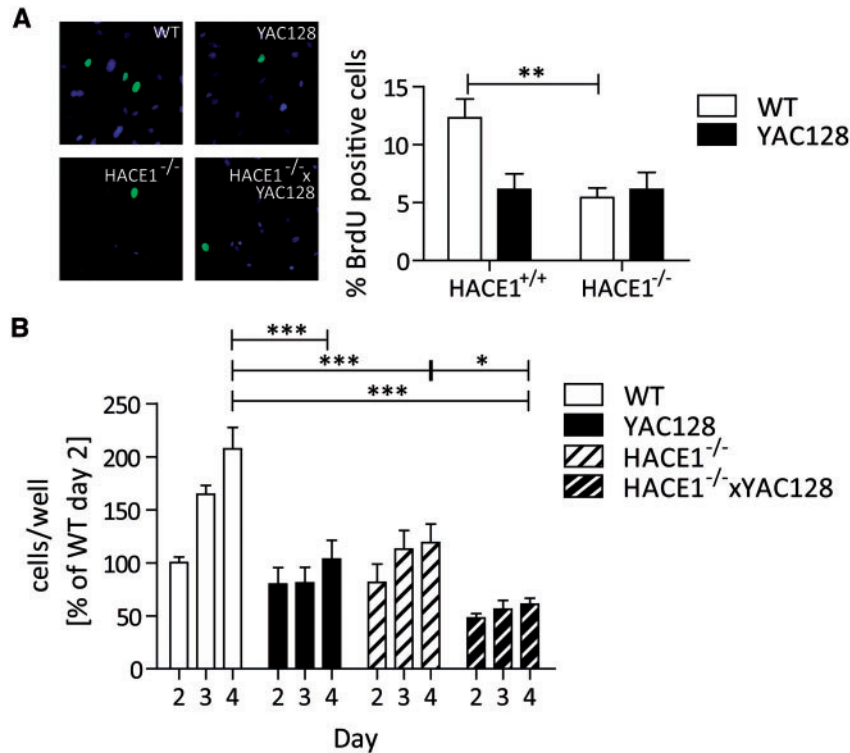 A
WT
YAC128
HACE1-/-
HACE1-/-x
YAC128
% BrdU positive cells
15
10
5
0
**
HACE1+/+
HACE1-/-
WT
YAC128
B
***
***
*
***
cells/well
[% of WT day 2]
250
200
150
100
50
0
2 3 4 2 3 4 2 3 4 2 3 4
Day
WT
YAC128
HACE1-/-
HACE1-/-xYAC128